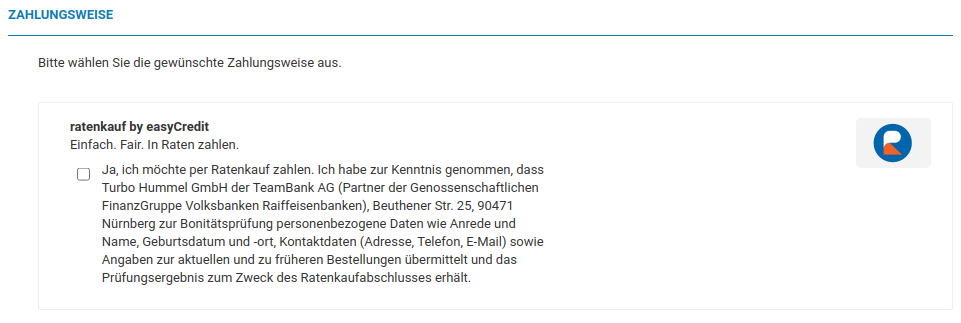 ZAHLUNGSWEISE
Bitte wählen Sie die gewünschte Zahlungsweise aus.
ratenkauf by easyCredit
Einfach. Fair. In Raten zahlen.
Ja, ich möchte per Ratenkauf zahlen. Ich habe zur Kenntnis genommen, dass
Turbo Hummel GmbH der TeamBank AG (Partner der Genossenschaftlichen
FinanzGruppe Volksbanken Raiffeisenbanken), Beuthener Str. 25, 90471
Nürnberg zur Bonitätsprüfung personenbezogene Daten wie Anrede und
Name, Geburtsdatum und -ort, Kontaktdaten (Adresse, Telefon, E-Mail) sowie
Angaben zur aktuellen und zu früheren Bestellungen übermittelt und das
Prüfungsergebnis zum Zweck des Ratenkaufabschlusses erhält.